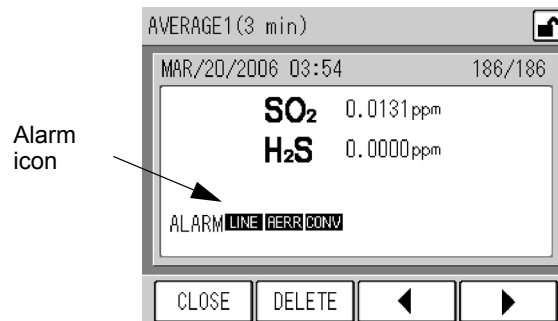 AVERAGE1(3 min)
MAR/20/2006 03:54 186/186
SO₂ 0.0131ppm
H₂S 0.0000ppm
Alarm
icon
ALARM LINE AERR CONV
CLOSE DELETE